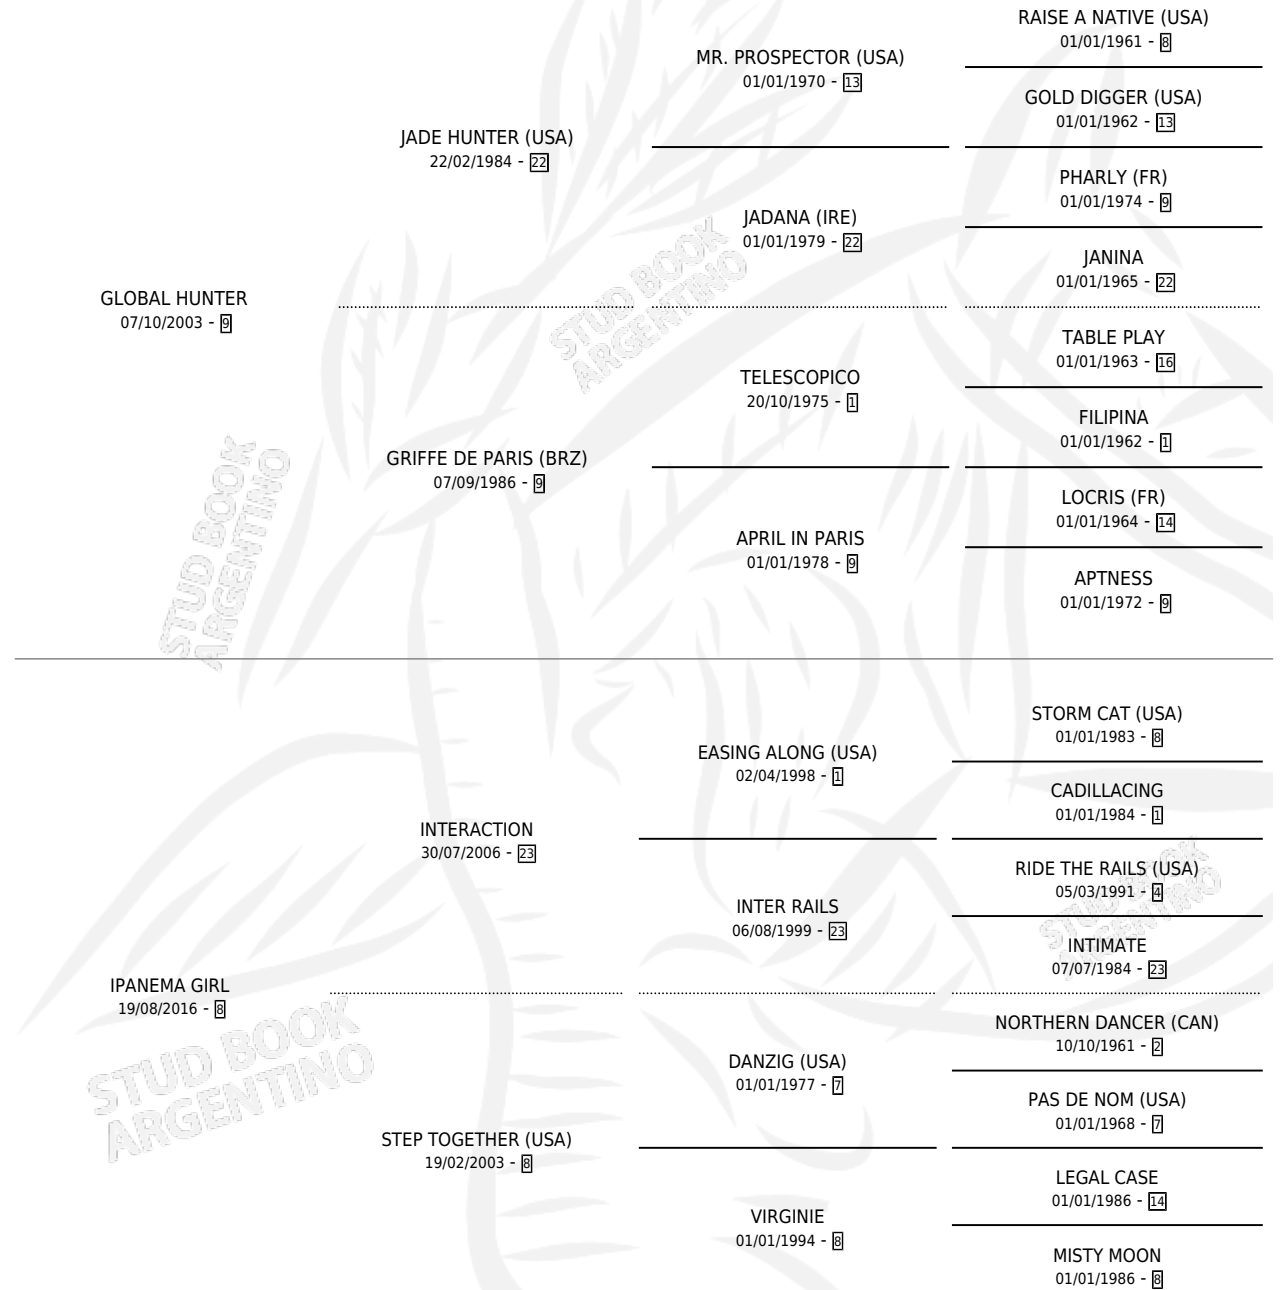 RAISE A NATIVE (USA)
01/01/1961 - 8
MR. PROSPECTOR (USA)
01/01/1970 - 13
GOLD DIGGER (USA)
01/01/1962 - 13
JADE HUNTER (USA)
22/02/1984 - 22
PHARLY (FR)
01/01/1974 - 9
JADANA (IRE)
01/01/1979 - 22
JANINA
01/01/1965 - 22
GLOBAL HUNTER
07/10/2003 - 9
TABLE PLAY
01/01/1963 - 16
TELESCOPICO
20/10/1975 - 1
FILIPINA
01/01/1962 - 1
GRIFFE DE PARIS (BRZ)
07/09/1986 - 9
LOCRIS (FR)
01/01/1964 - 14
APRIL IN PARIS
01/01/1978 - 9
APTNESS
01/01/1972 - 9
STORM CAT (USA)
01/01/1983 - 8
EASING ALONG (USA)
02/04/1998 - 1
CADILLACING
01/01/1984 - 1
INTERACTION
30/07/2006 - 23
RIDE THE RAILS (USA)
05/03/1991 - 4
INTER RAILS
06/08/1999 - 23
INTIMATE
07/07/1984 - 23
IPANEMA GIRL
19/08/2016 - 8
NORTHERN DANCER (CAN)
10/10/1961 - 2
DANZIG (USA)
01/01/1977 - 7
PAS DE NOM (USA)
01/01/1968 - 7
STEP TOGETHER (USA)
19/02/2003 - 8
LEGAL CASE
01/01/1986 - 14
VIRGINIE
01/01/1994 - 8
MISTY MOON
01/01/1986 - 8
STUD BOOK
ARGENTINO
STUD BOOK
ARGENTINO
STUD BOOK
ARGENTINO
STUD BOOK
ARGENTINO